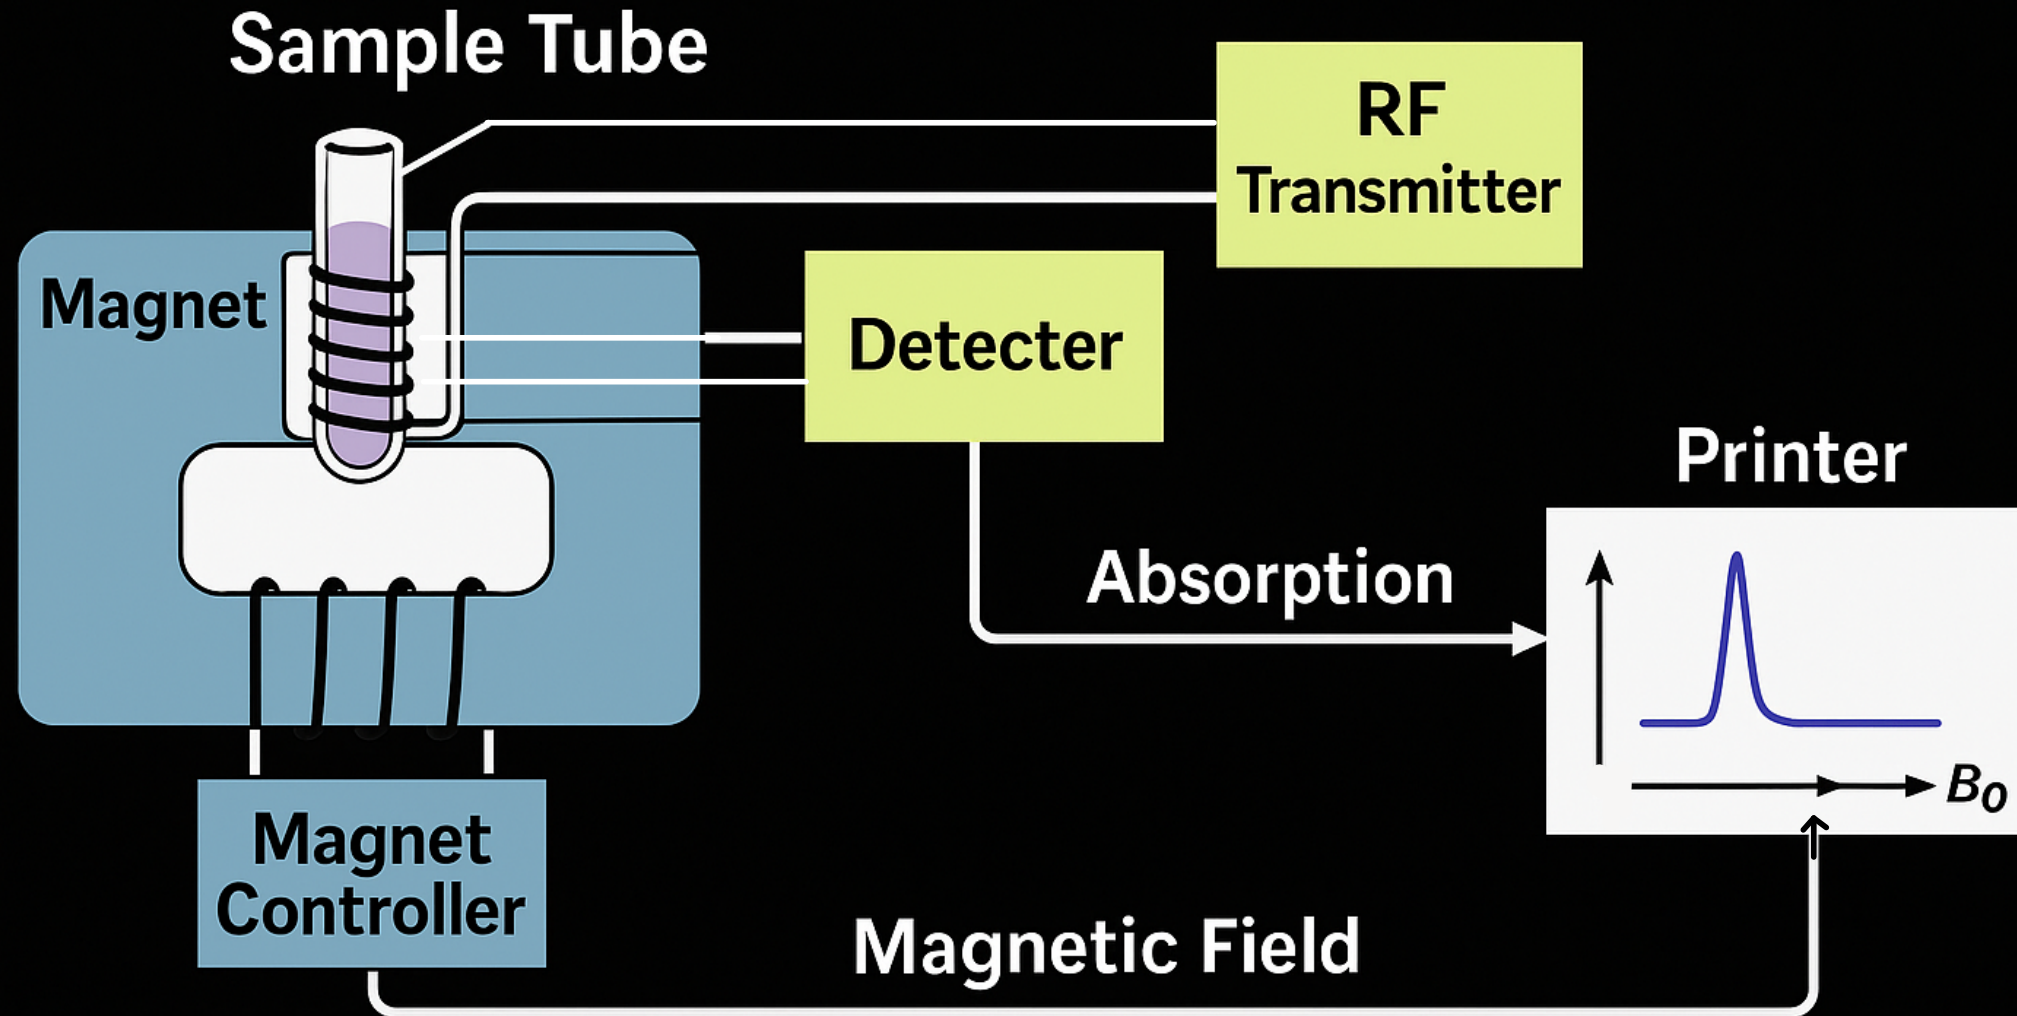 Sample Tube
RF
Transmitter
Magnet
Detecter
Printer
Absorption
B0
Magnet
Controller
Magnetic Field